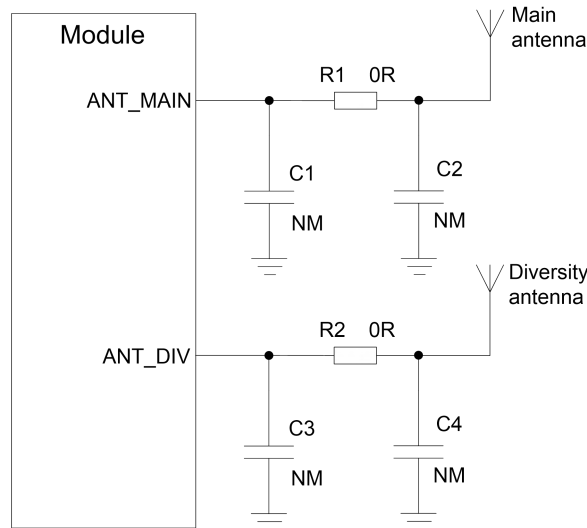 Module
Main
antenna
R1 0R
ANT_MAIN
C1
C2
NM
NM
Diversity
antenna
R2 0R
ANT_DIV
C3
C4
NM
NM